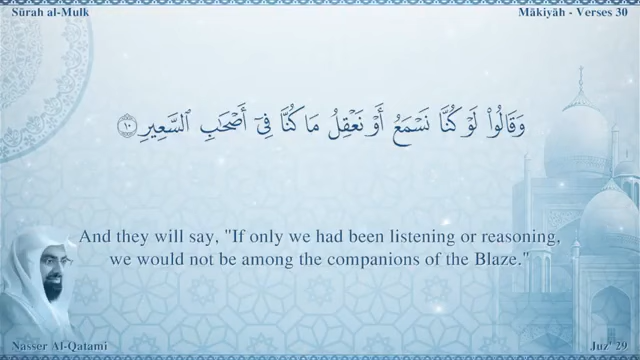 Sūrah al-Mulk
Mākiyāh - Verses 30
وَقَالُوا۟ لَوْ كُنَّا نَسْمَعُ أَوْ نَعْقِلُ مَا كُنَّا فِىٓ أَصْحَـٰبِ ٱلسَّعِيرِ ١٠
And they will say, "If only we had been listening or reasoning,
we would not be among the companions of the Blaze."
Nasser Al-Qatami
Juz' 29